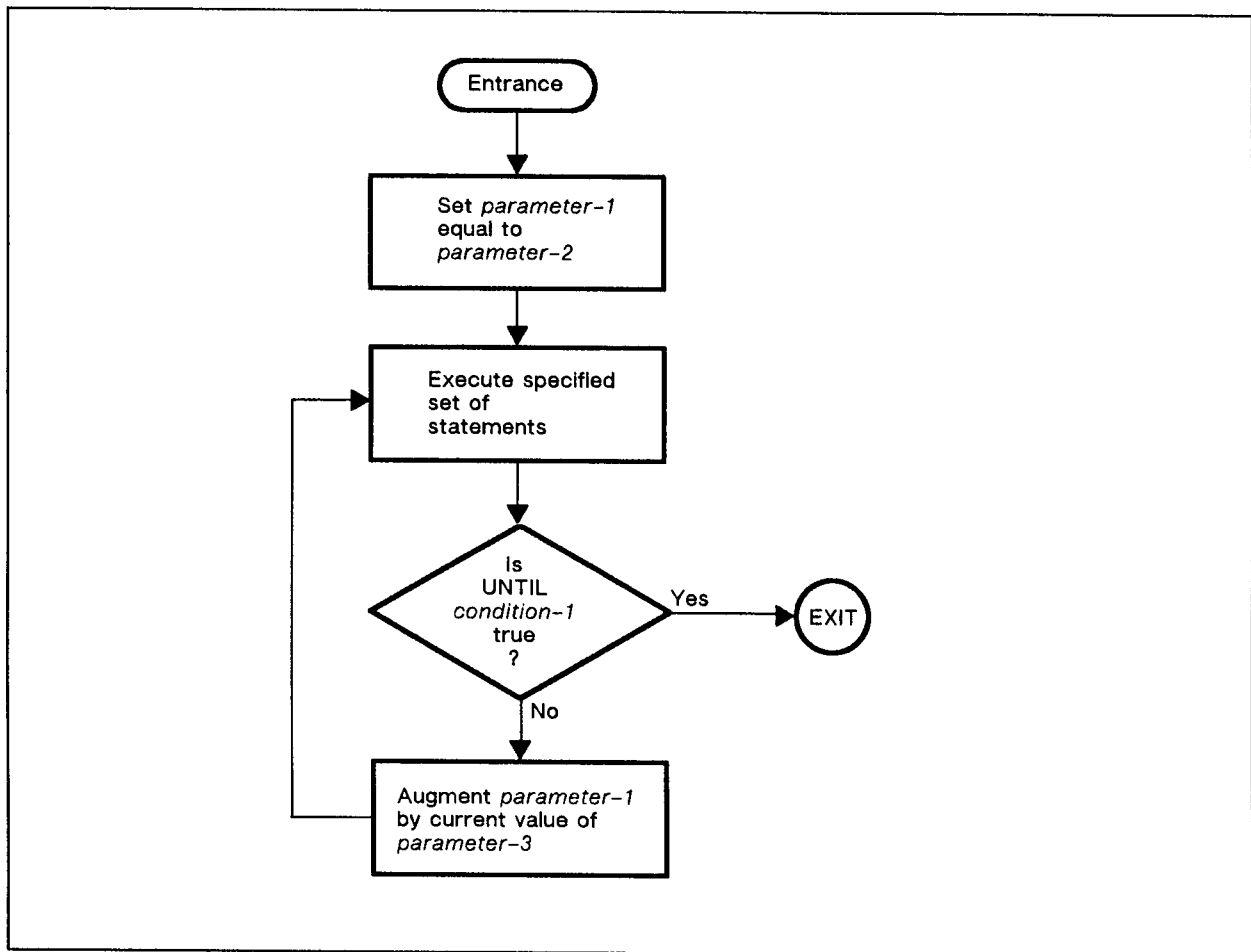 Entrance
Set parameter-1
equal to
parameter-2
Execute specified
set of
statements
Is
UNTIL
condition-1
true
?
Yes
EXIT
No
Augment parameter-1
by current value of
parameter-3